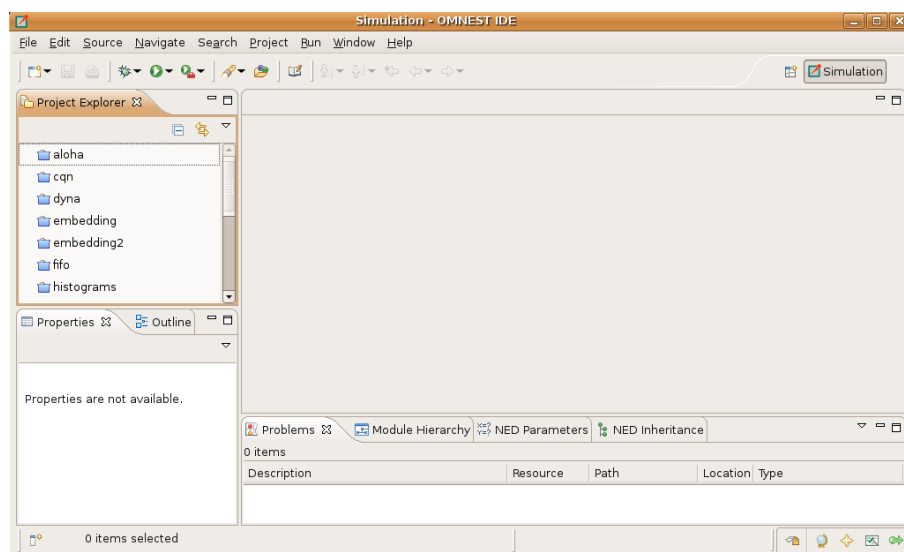 Simulation - OMNEST IDE
File Edit Source Navigate Search Project Run Window Help
Simulation
Project Explorer
aloha
cqn
dyna
embedding
embedding2
fifo
histograms
Properties Outline
Properties are not available.
Problems Module Hierarchy NED Parameters NED Inheritance
0 items
Description Resource Path Location Type
0 items selected